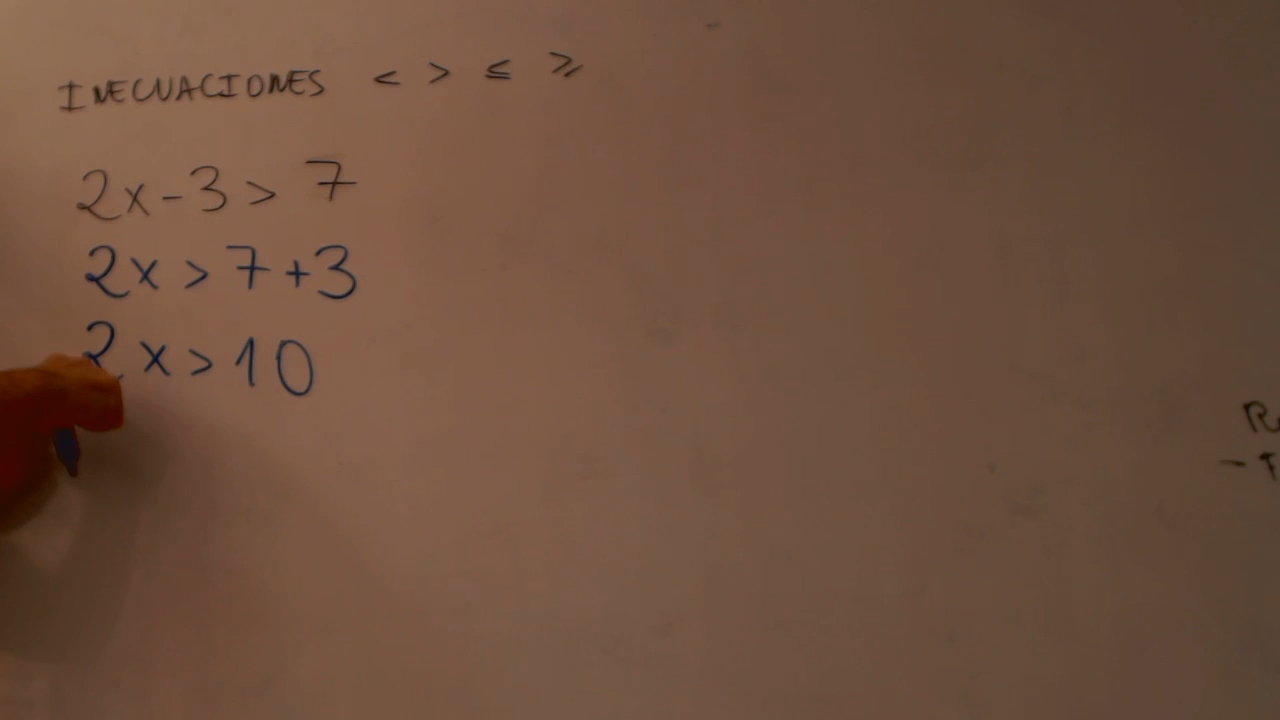 INECUACIONES < > ≤ ⩾
2x-3> 7
2x > 7+3
2x>10
R
-